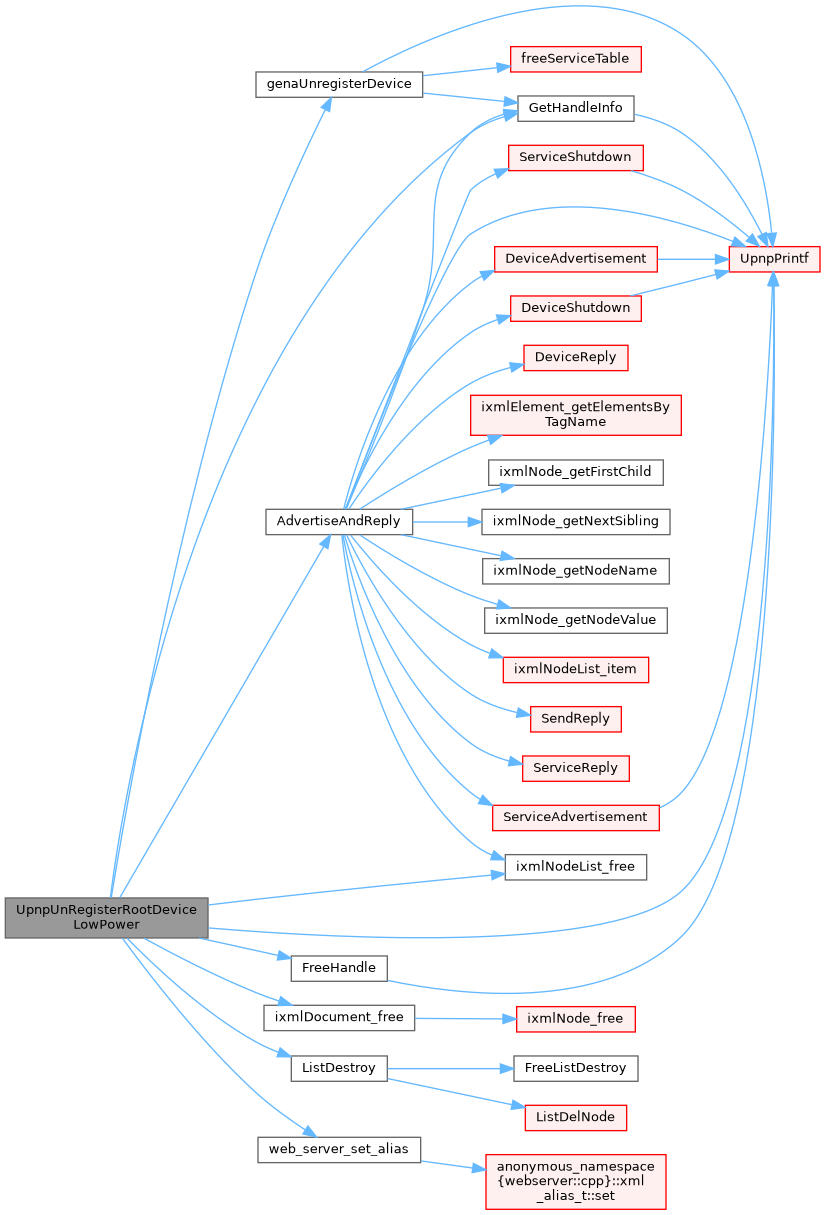 genaUnregisterDevice
freeServiceTable
GetHandleInfo
ServiceShutdown
UpnpPrintf
DeviceAdvertisement
DeviceShutdown
DeviceReply
ixmlElement_getElementsBy
TagName
ixmlNode_getFirstChild
AdvertiseAndReply
ixmlNode_getNextSibling
ixmlNode_getNodeName
ixmlNode_getNodeValue
ixmlNodeList_item
SendReply
ServiceReply
ServiceAdvertisement
ixmlNodeList_free
UpnpUnRegisterRootDevice
LowPower
FreeHandle
ixmlDocument_free
ixmlNode_free
ListDestroy
FreeListDestroy
ListDelNode
web_server_set_alias
anonymous_namespace
{webserver::cpp}::xml
_alias_t::set